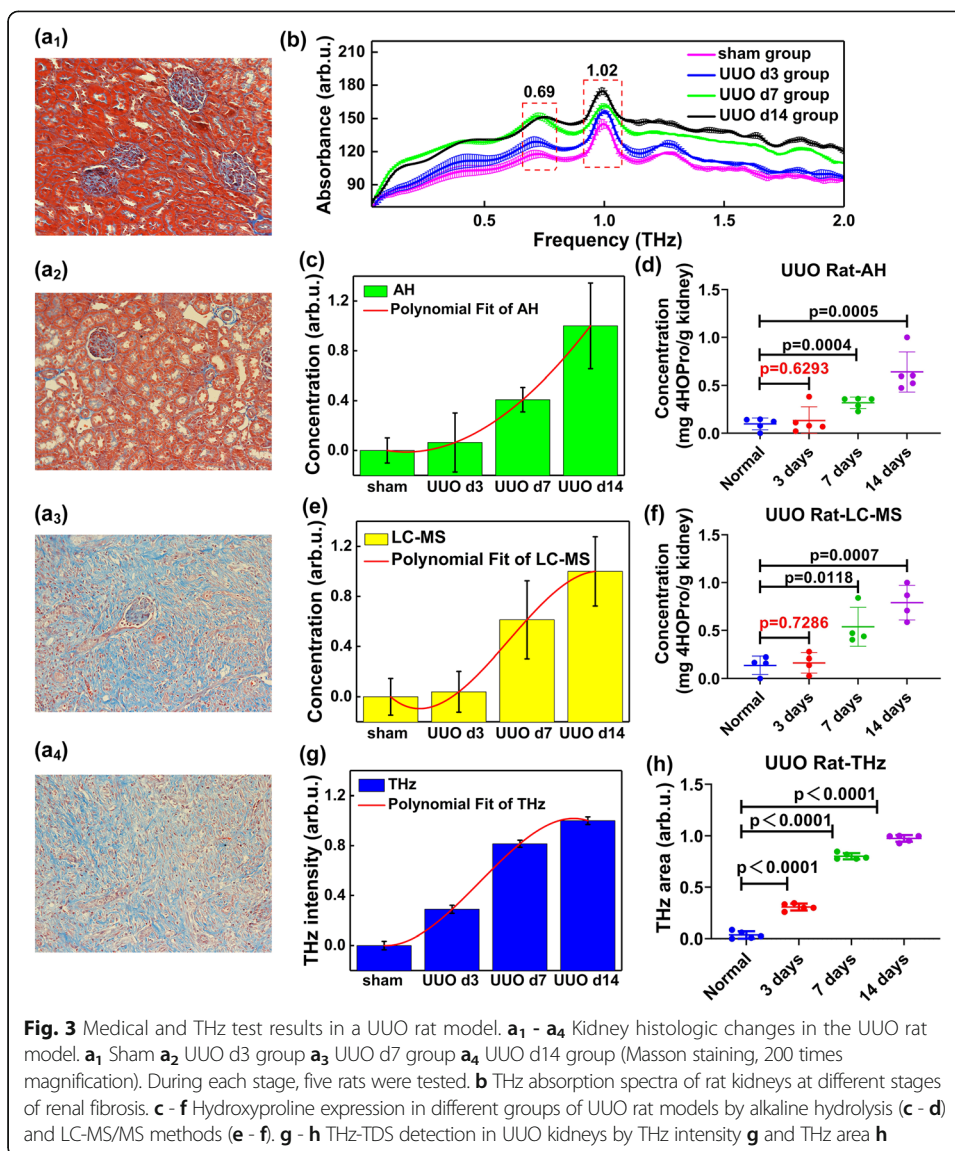 (a1)
(b)
Absorbance (arb.u.)
210
180
150
120
90
0.69
1.02
sham group
UUO d3 group
UUO d7 group
UUO d14 group
0.5
1.0
1.5
2.0
Frequency (THz)
(a2)
(c)
Concentration (arb.u.)
1.2
0.8
0.4
0.0
AH
Polynomial Fit of AH
sham
UUO d3
UUO d7
UUO d14
(d)
UUO Rat-AH
Concentration
(mg 4HOPro/g kidney)
1.0
0.5
0.0
p=0.0005
p=0.0004
p=0.6293
Normal
3 days
7 days
14 days
(a3)
(e)
Concentration (arb.u.)
1.2
0.8
0.4
0.0
LC-MS
Polynomial Fit of LC-MS
sham
UUO d3
UUO d7
UUO d14
(f)
UUO Rat-LC-MS
Concentration
(mg 4HOPro/g kidney)
1.0
0.5
0.0
p=0.0007
p=0.0118
p=0.7286
Normal
3 days
7 days
14 days
(a4)
(g)
THz intensity (arb.u.)
1.2
0.8
0.4
0.0
THz
Polynomial Fit of THz
sham
UUO d3
UUO d7
UUO d14
(h)
UUO Rat-THz
THz area (arb.u.)
1.5
1.0
0.5
0.0
p<0.0001
p<0.0001
p<0.0001
Normal
3 days
7 days
14 days
Fig. 3 Medical and THz test results in a UUO rat model. a1 - a4 Kidney histologic changes in the UUO rat
model. a1 Sham a2 UUO d3 group a3 UUO d7 group a4 UUO d14 group (Masson staining, 200 times
magnification). During each stage, five rats were tested. b THz absorption spectra of rat kidneys at different stages
of renal fibrosis. c - f Hydroxyproline expression in different groups of UUO rat models by alkaline hydrolysis (c - d)
and LC-MS/MS methods (e - f). g - h THz-TDS detection in UUO kidneys by THz intensity g and THz area h